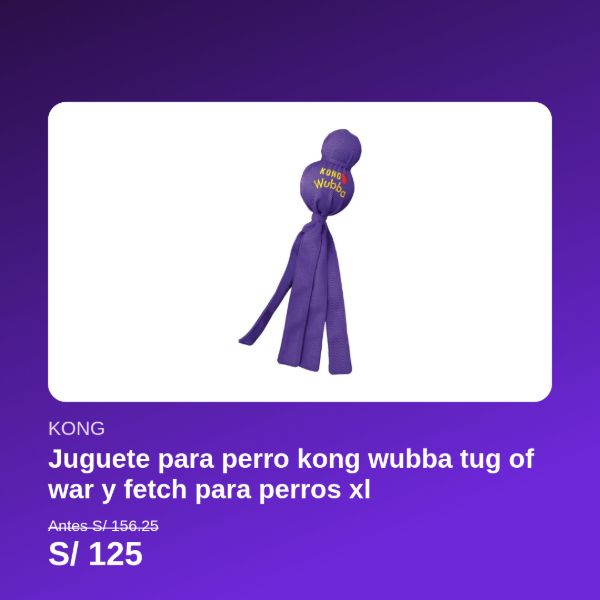 KONG
Wubba
KONG
Juguete para perro kong wubba tug of
war y fetch para perros xl
Antes S/ 156.25
S/ 125